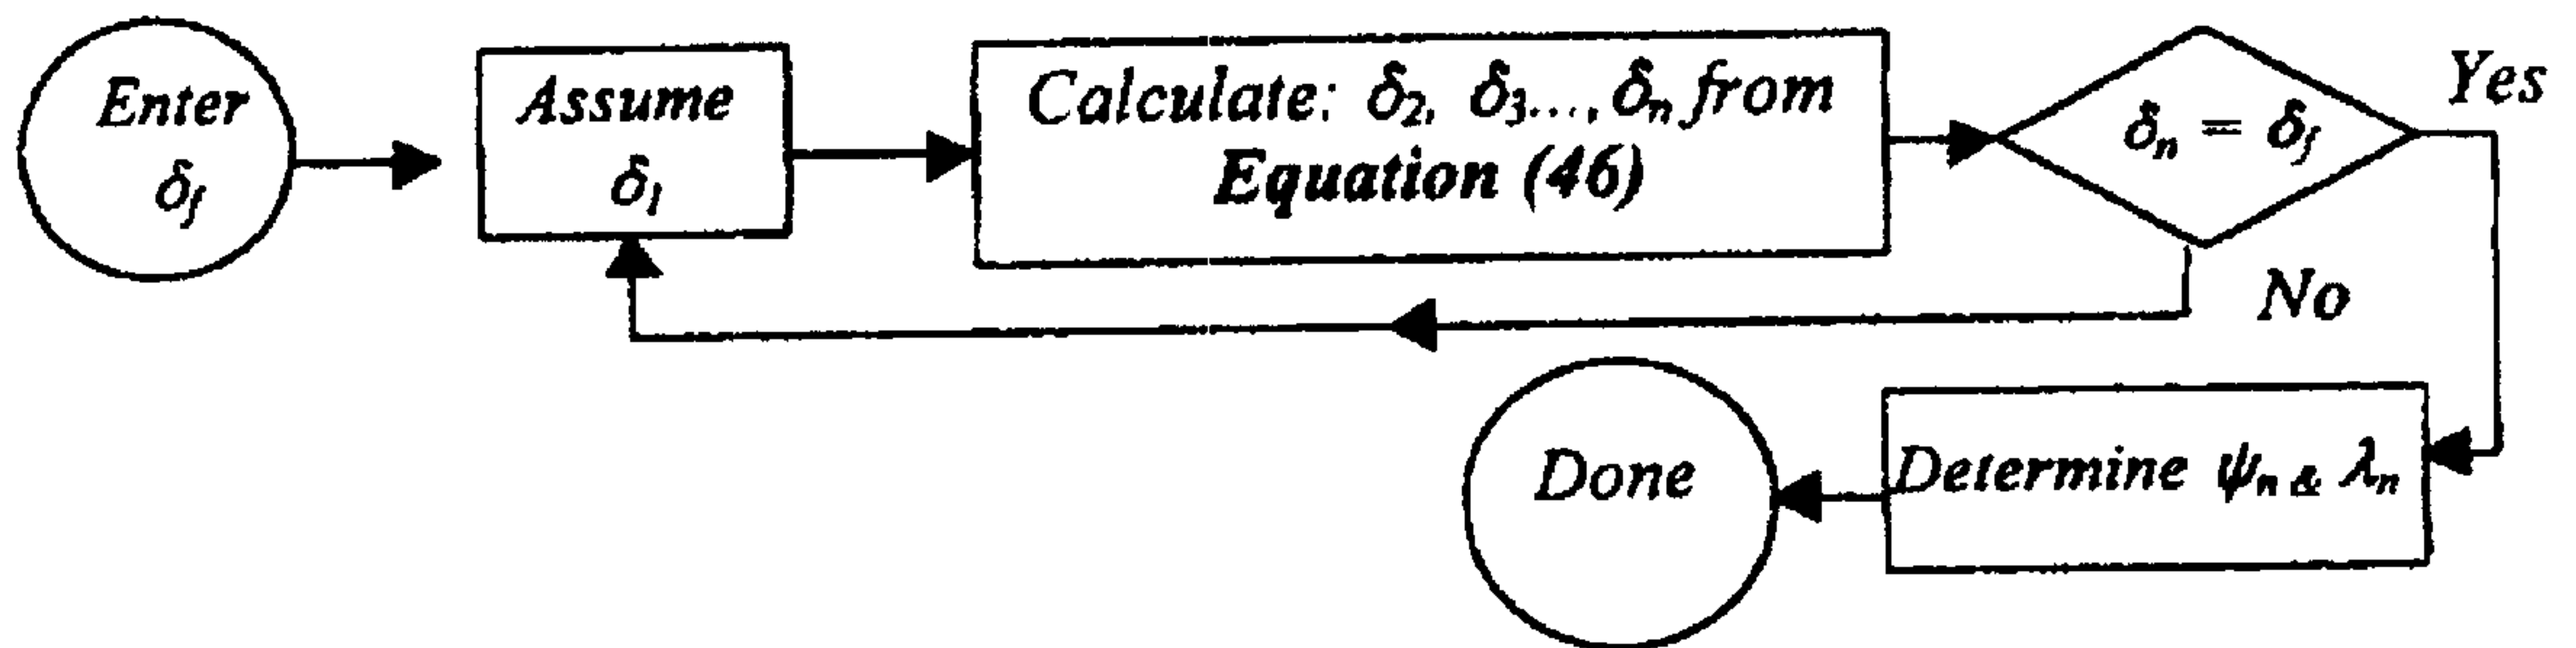 Enter
δf
Assume
δ1
Calculate: δ2, δ3..., δn from
Equation (46)
δn = δf
Yes
No
Determine ψn & λn
Done